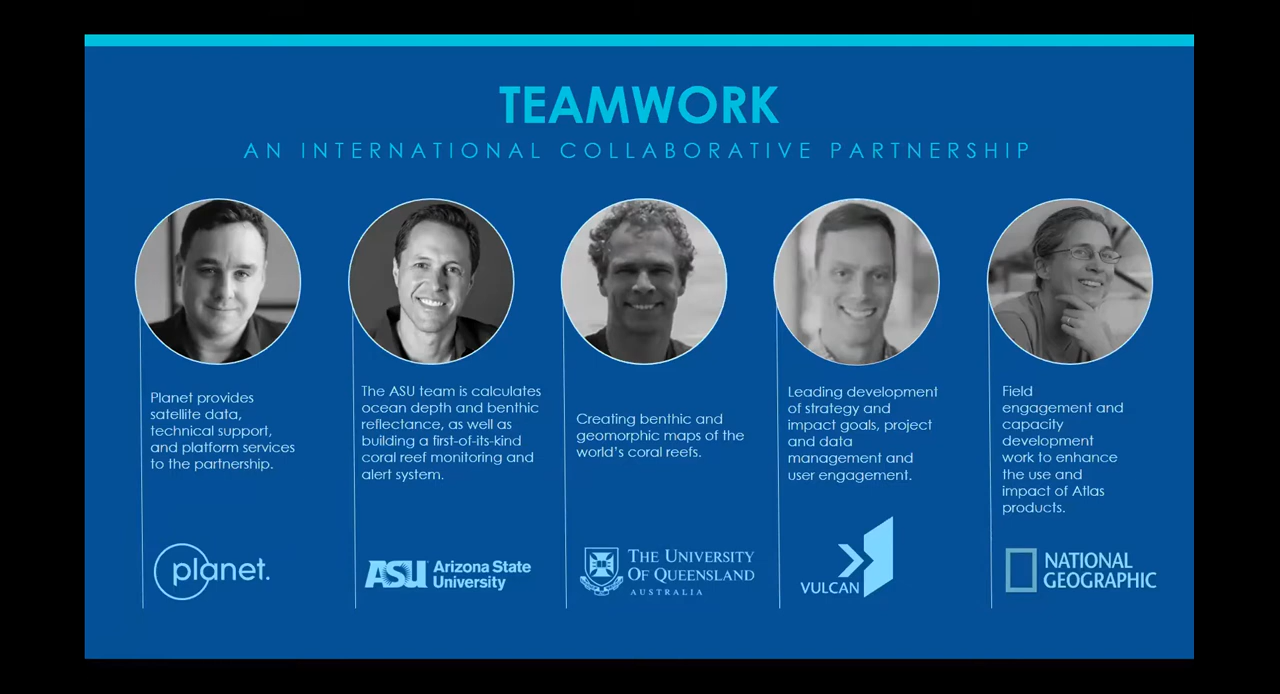 TEAMWORK
AN INTERNATIONAL COLLABORATIVE PARTNERSHIP
Planet provides
satellite data,
technical support,
and platform services
to the partnership.
planet.
The ASU team is calculates
ocean depth and benthic
reflectance, as well as
building a first-of-its-kind
coral reef monitoring and
alert system.
ASU Arizona State
University
Creating benthic and
geomorphic maps of the
world's coral reefs.
THE UNIVERSITY
OF QUEENSLAND
AUSTRALIA
Leading development
of strategy and
impact goals, project
and data
management and
user engagement.
VULCAN
Field
engagement and
capacity
development
work to enhance
the use and
impact of Atlas
products.
NATIONAL
GEOGRAPHIC